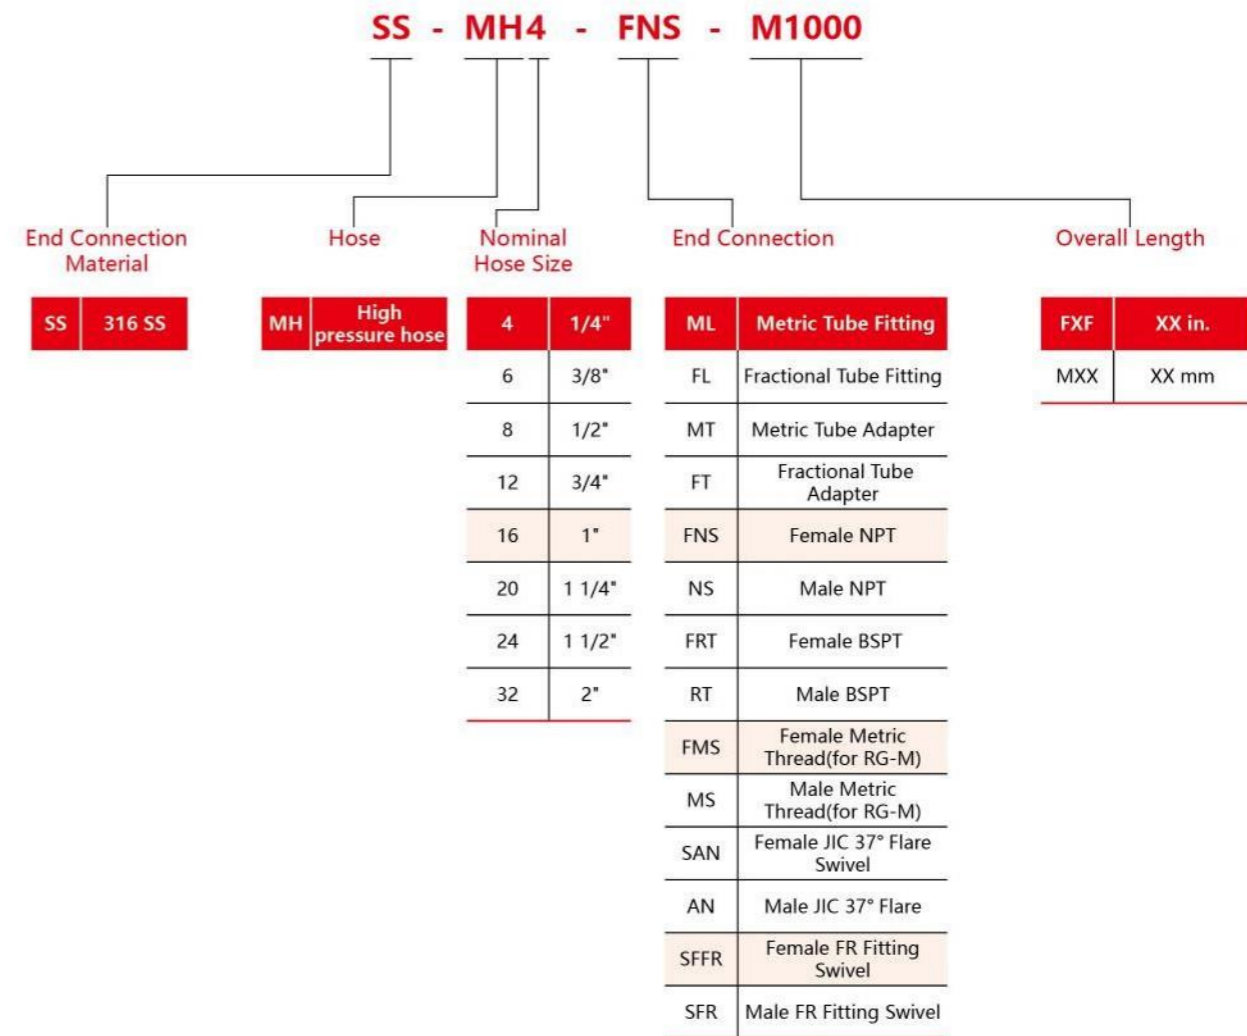 SS - MH4 - FNS - M1000
End Connection
Material
Hose
Nominal
Hose Size
End Connection
Overall Length
SS 316 SS
MH High
pressure hose
4 1/4"
6 3/8"
8 1/2"
12 3/4"
16 1"
20 1 1/4"
24 1 1/2"
32 2"
ML Metric Tube Fitting
FL Fractional Tube Fitting
MT Metric Tube Adapter
FT Fractional Tube
Adapter
FNS Female NPT
NS Male NPT
FRT Female BSPT
RT Male BSPT
FMS Female Metric
Thread(for RG-M)
MS Male Metric
Thread(for RG-M)
SAN Female JIC 37° Flare
Swivel
AN Male JIC 37° Flare
SFFR Female FR Fitting
Swivel
SFR Male FR Fitting Swivel
FXF XX in.
MXX XX mm